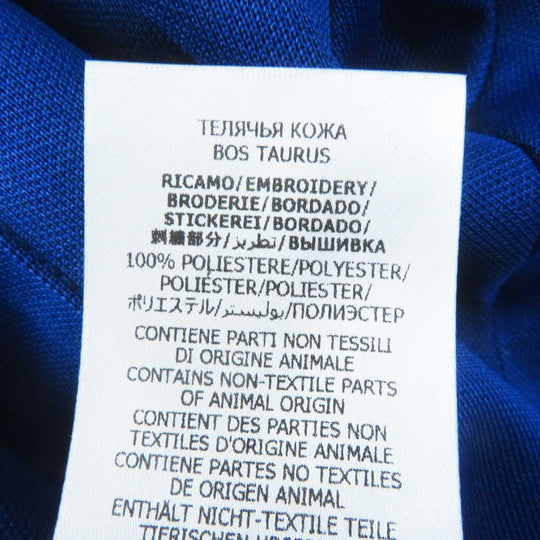 ТЕЛЯЧЬЯ КОЖА
BOS TAURUS
RICAMO/EMBROIDERY/
BRODERIE/BORDADO/
STICKEREI/BORDADO/
刺繍部分/تطريز/ВЫШИВКА
100% POLIESTERE/POLYESTER/
POLIÉSTER/POLIESTER/
ポリエステル/بوليستر/ПОЛИЭСТЕР
CONTIENE PARTI NON TESSILI
DI ORIGINE ANIMALE
CONTAINS NON-TEXTILE PARTS
OF ANIMAL ORIGIN
CONTIENT DES PARTIES NON
TEXTILES D'ORIGINE ANIMALE
CONTIENE PARTES NO TEXTILES
DE ORIGEN ANIMAL
ENTHÄLT NICHT-TEXTILE TEILE
TIERISCHEN